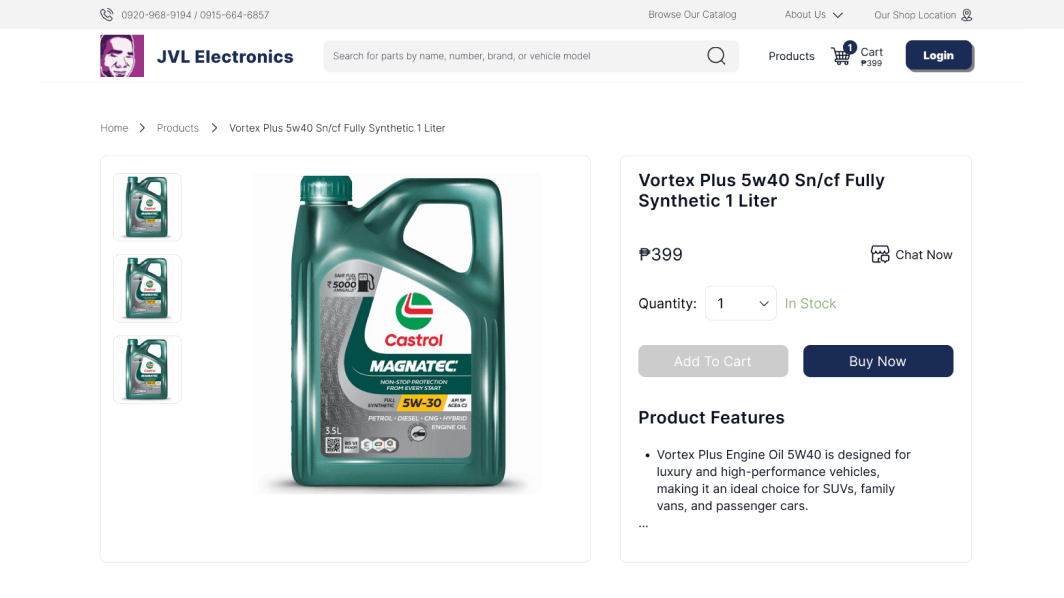 0920-968-9194 / 0915-664-6857
Browse Our Catalog
About Us
Our Shop Location
JVL Electronics
Search for parts by name, number, brand, or vehicle model
Products
1
Cart
₱399
Login
Home
Products
Vortex Plus 5w40 Sn/cf Fully Synthetic 1 Liter
SAVE FUEL
UP TO
₹5000
ANNUALLY
Castrol
MAGNATEC
NON-STOP PROTECTION
FROM EVERY START
FULL
SYNTHETIC
5W-30
API SP
ACEA C2
PETROL • DIESEL • CNG • HYBRID
ENGINE OIL
3.5L
BS VI
READY
Vortex Plus 5w40 Sn/cf Fully
Synthetic 1 Liter
₱399
Chat Now
Quantity:
1
In Stock
Add To Cart
Buy Now
Product Features
• Vortex Plus Engine Oil 5W40 is designed for
luxury and high-performance vehicles,
making it an ideal choice for SUVs, family
vans, and passenger cars.
...